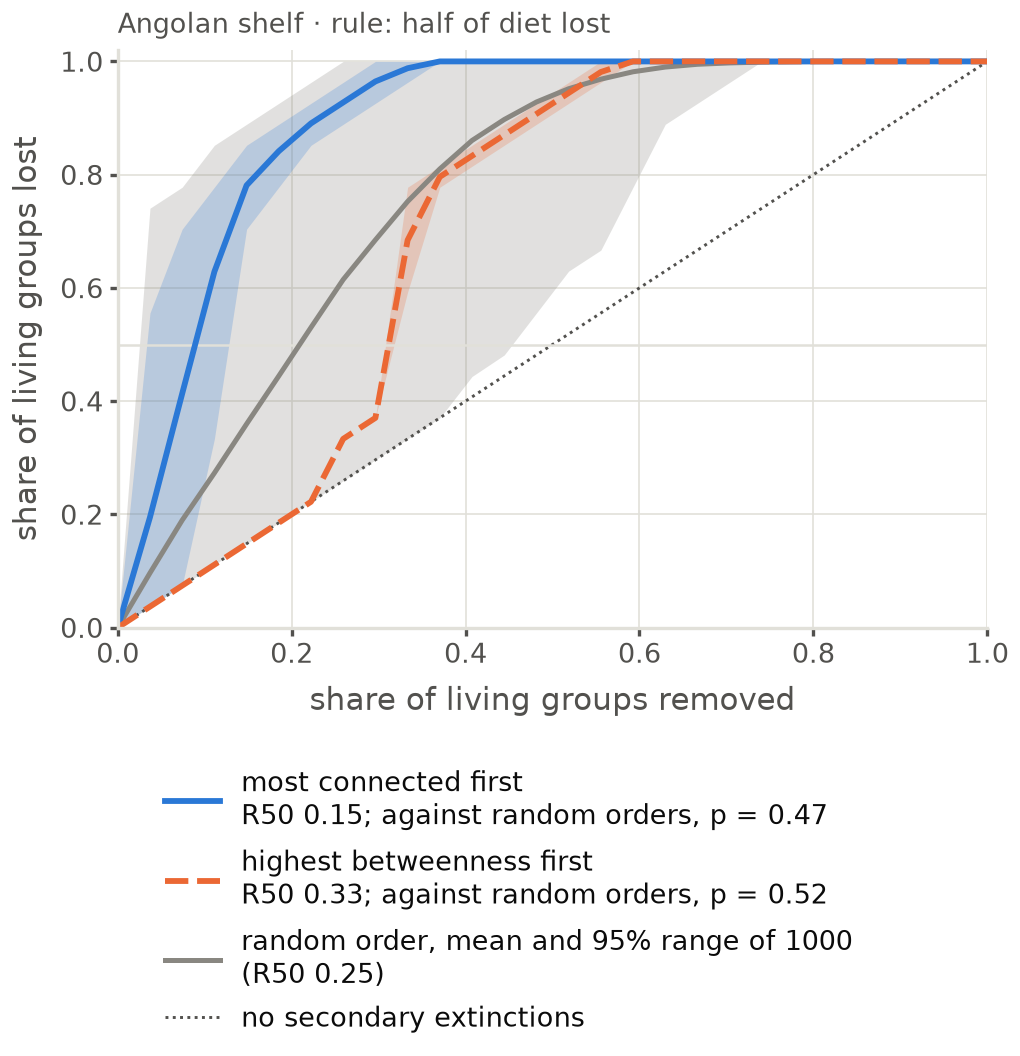 Angolan shelf · rule: half of diet lost
share of living groups lost
1.0
0.8
0.6
0.4
0.2
0.0
0.0 0.2 0.4 0.6 0.8 1.0
share of living groups removed
most connected first
R50 0.15; against random orders, p = 0.47
highest betweenness first
R50 0.33; against random orders, p = 0.52
random order, mean and 95% range of 1000
(R50 0.25)
no secondary extinctions